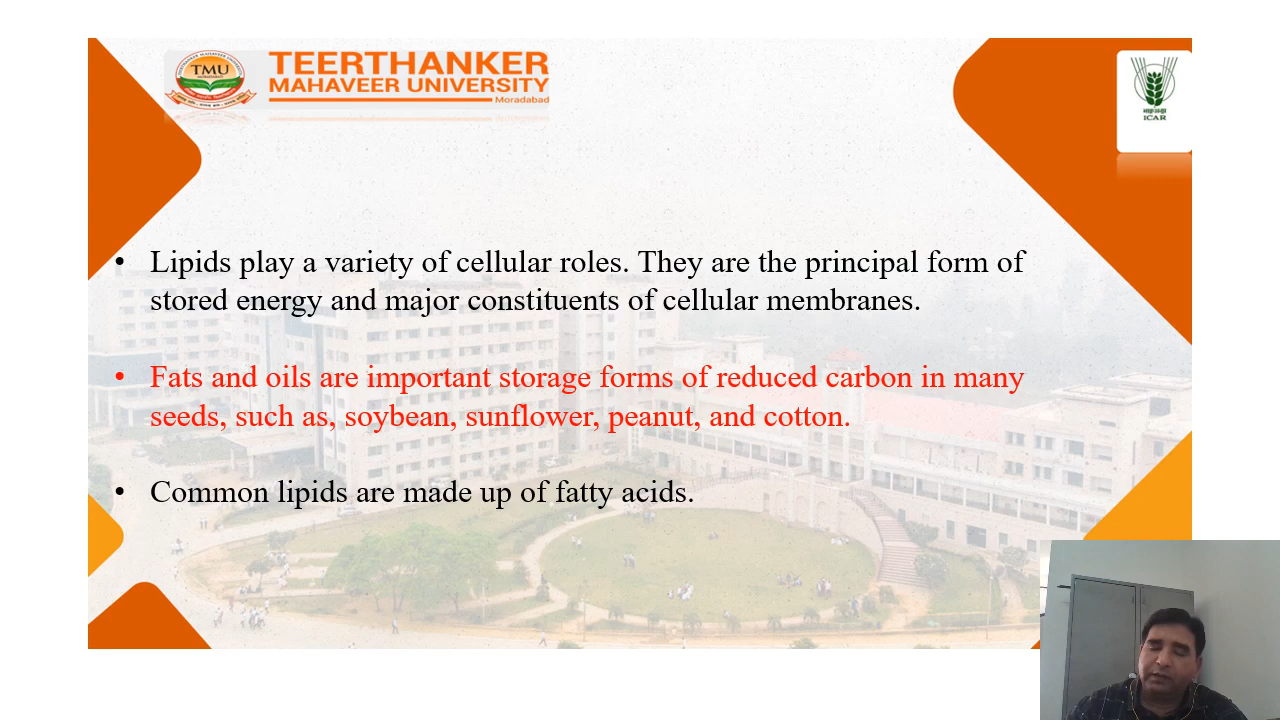 TMU
TEERTHANKER
MAHAVEER UNIVERSITY
Moradabad
ICAR
• Lipids play a variety of cellular roles. They are the principal form of
stored energy and major constituents of cellular membranes.
• Fats and oils are important storage forms of reduced carbon in many
seeds, such as, soybean, sunflower, peanut, and cotton.
• Common lipids are made up of fatty acids.